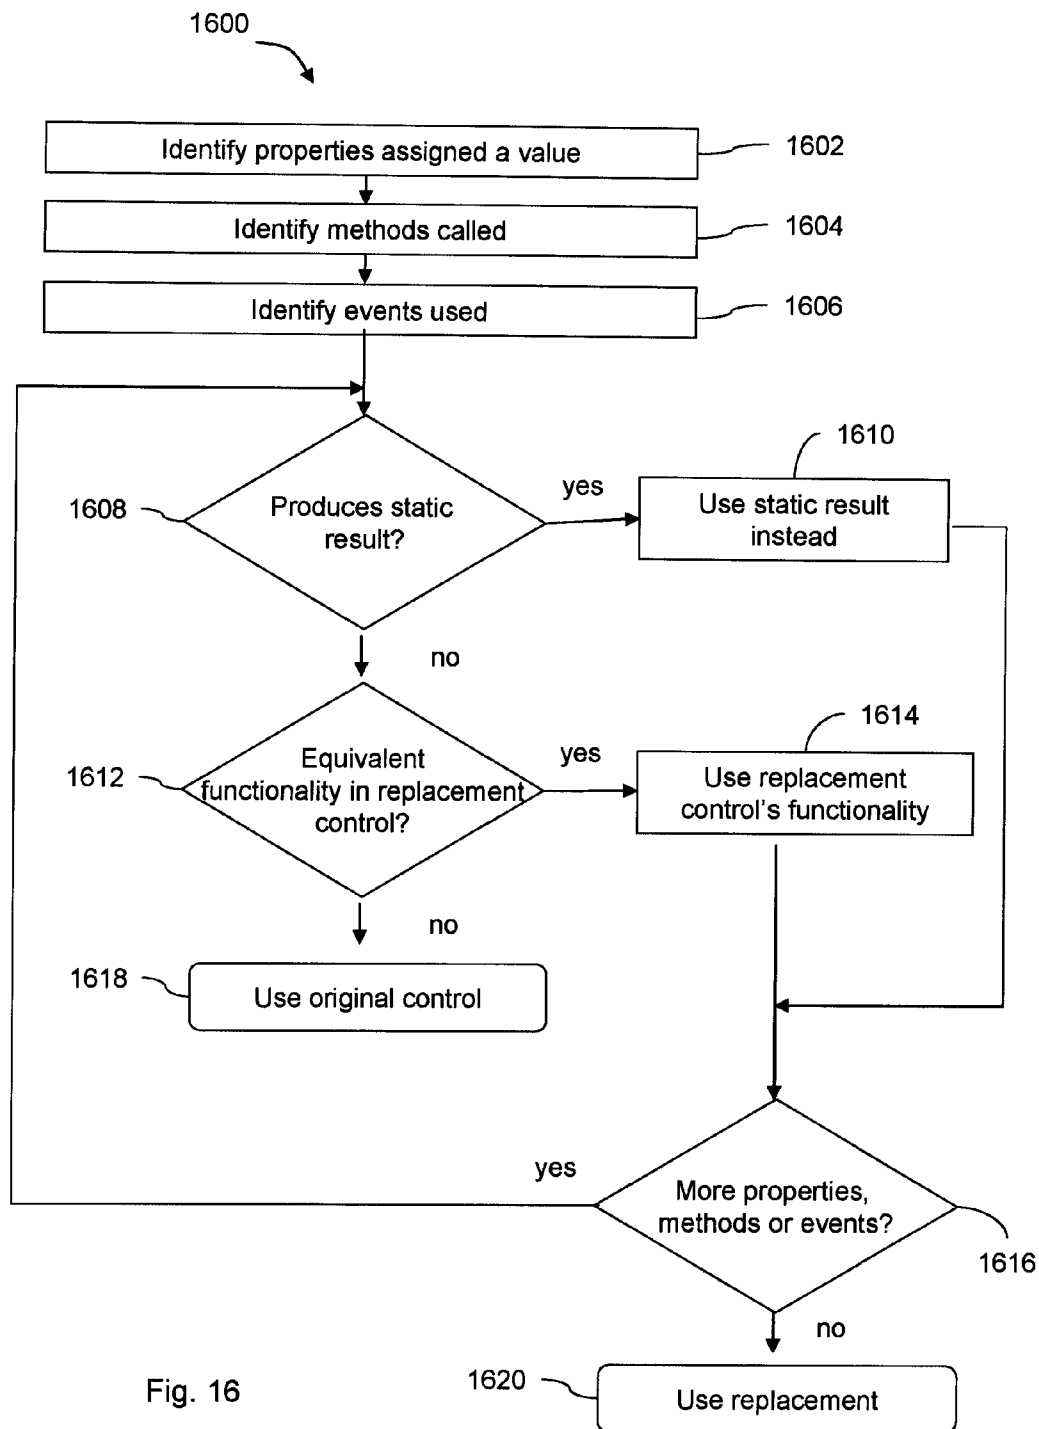 1600
Identify properties assigned a value
1602
Identify methods called
1604
Identify events used
1606
1608
Produces static
result?
yes
1610
Use static result
instead
no
1612
Equivalent
functionality in replacement
control?
yes
1614
Use replacement
control's functionality
no
1618
Use original control
yes
More properties,
methods or events?
1616
no
Fig. 16
1620
Use replacement